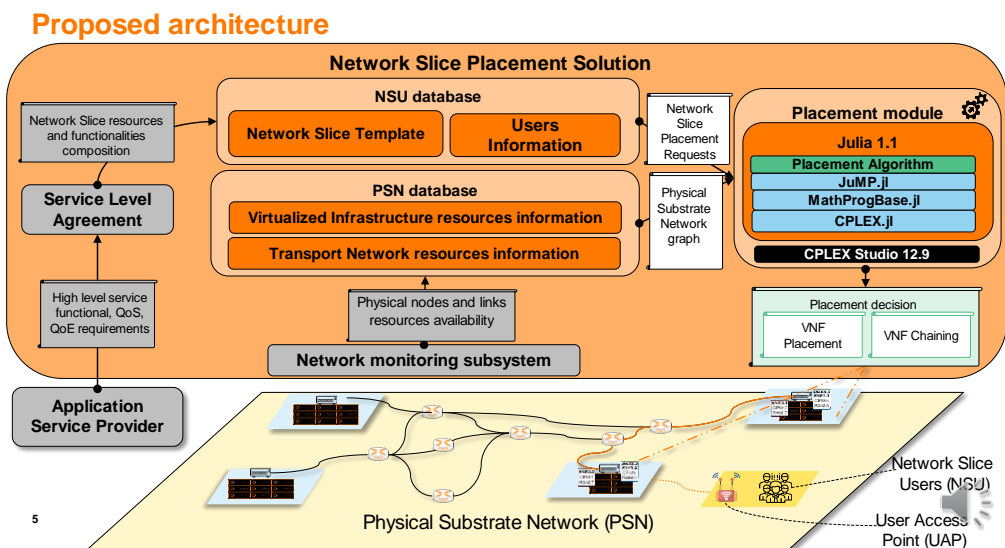 Proposed architecture
Network Slice Placement Solution
Network Slice resources
and functionalities
composition
Service Level
Agreement
High level service
functional, QoS,
QoE requirements
Application
Service Provider
NSU database
Network Slice Template
Users
Information
PSN database
Virtualized Infrastructure resources information
Transport Network resources information
Physical nodes and links
resources availability
Network monitoring subsystem
Network
Slice
Placement
Requests
Physical
Substrate
Network
graph
Placement module
Julia 1.1
Placement Algorithm
JuMP.jl
MathProgBase.jl
CPLEX.jl
CPLEX Studio 12.9
Placement decision
VNF
Placement
VNF Chaining
Network Slice
Users (NSU)
User Access
Point (UAP)
Physical Substrate Network (PSN)
5